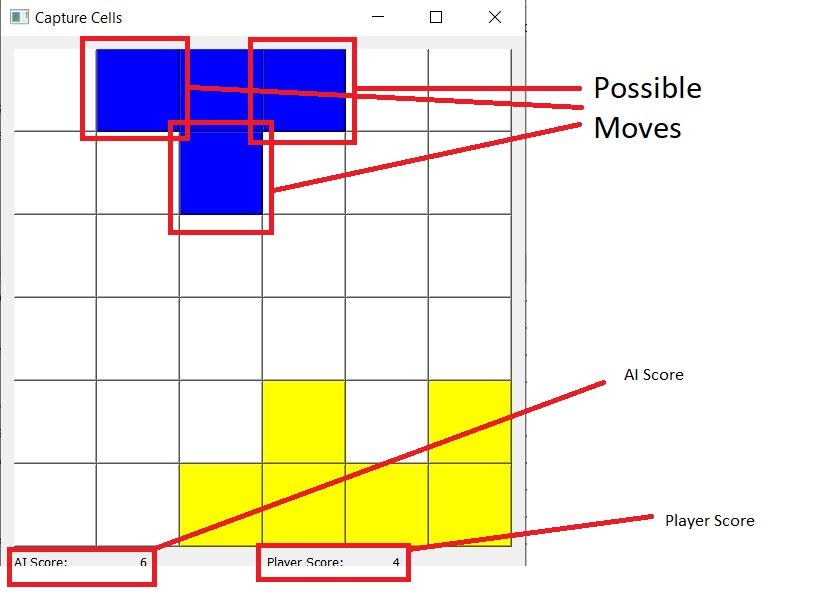 Capture Cells
Possible
Moves
AI Score
Player Score
AI Score: 6 Player Score: 4